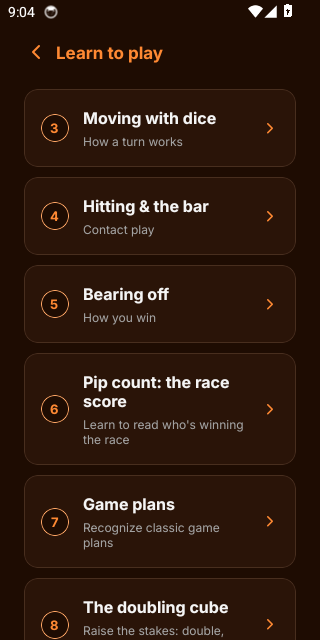 9:04
Learn to play
3
Moving with dice
How a turn works
4
Hitting & the bar
Contact play
5
Bearing off
How you win
6
Pip count: the race
score
Learn to read who's winning
the race
7
Game plans
Recognize classic game
plans
8
The doubling cube
Raise the stakes: double,